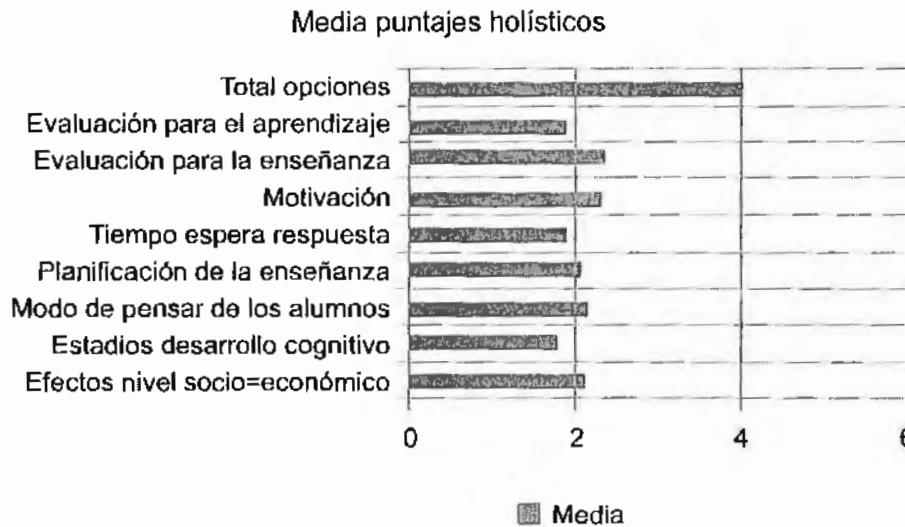 Media puntajes holísticos
Total opciones
Evaluación para el aprendizaje
Evaluación para la enseñanza
Motivación
Tiempo espera respuesta
Planificación de la enseñanza
Modo de pensar de los alumnos
Estadios desarrollo cognitivo
Efectos nivel socio=económico
0 2 4 6
Media